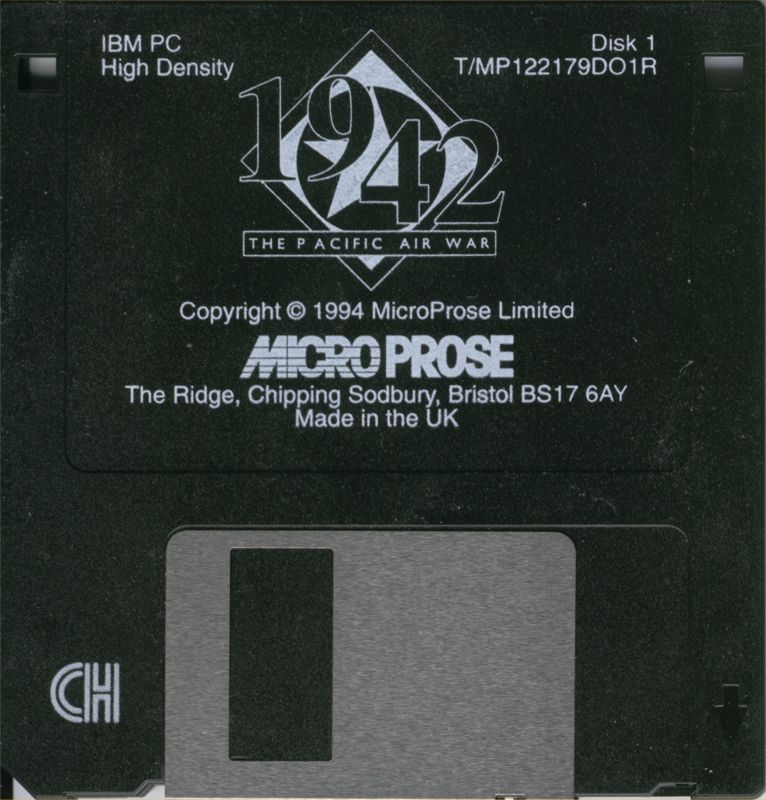 IBM PC
High Density
Disk 1
T/MP122179DO1R
1942
THE PACIFIC AIR WAR
Copyright © 1994 MicroProse Limited
MICROPROSE
The Ridge, Chipping Sodbury, Bristol BS17 6AY
Made in the UK
CH